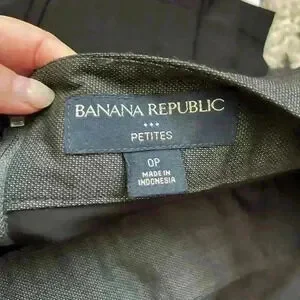 BANANA REPUBLIC
PETITES
0P
MADE IN
INDONESIA